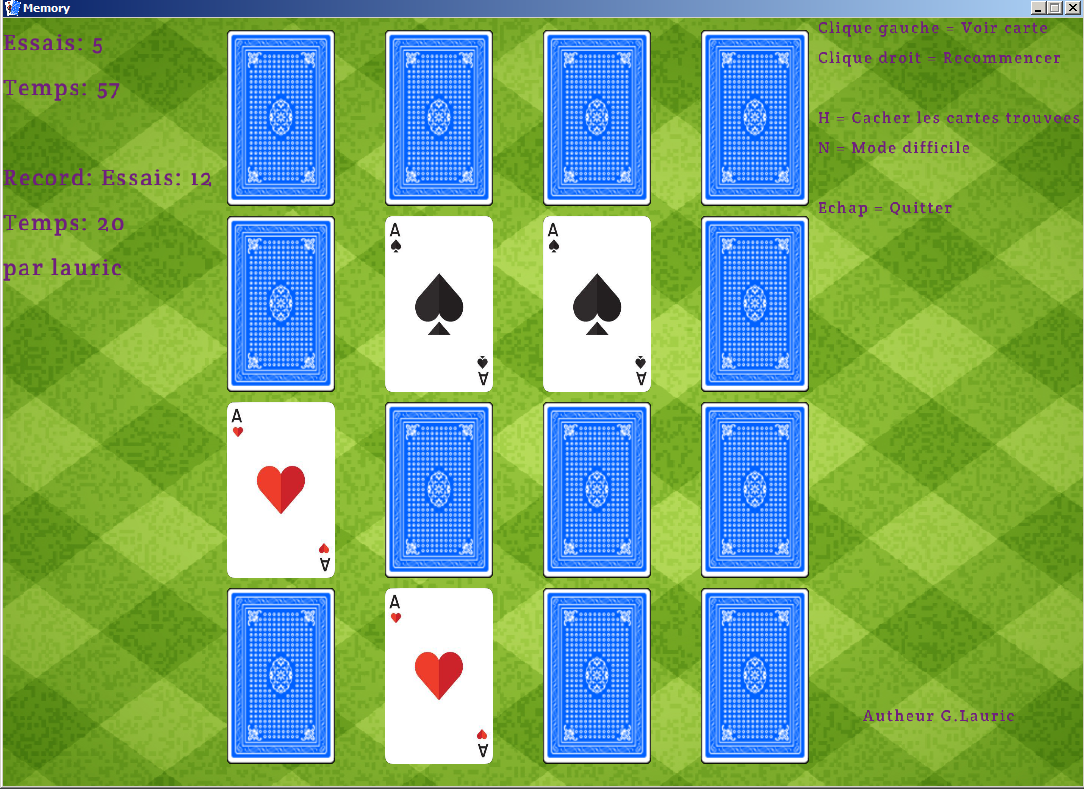 Memory
Essais: 5
Temps: 57
Record: Essais: 12
Temps: 20
par lauric
Clique gauche = Voir carte
Clique droit = Recommencer
H = Cacher les cartes trouvees
N = Mode difficile
Echap = Quitter
A
A
A
A
A
A
A
A
Autheur G.Lauric